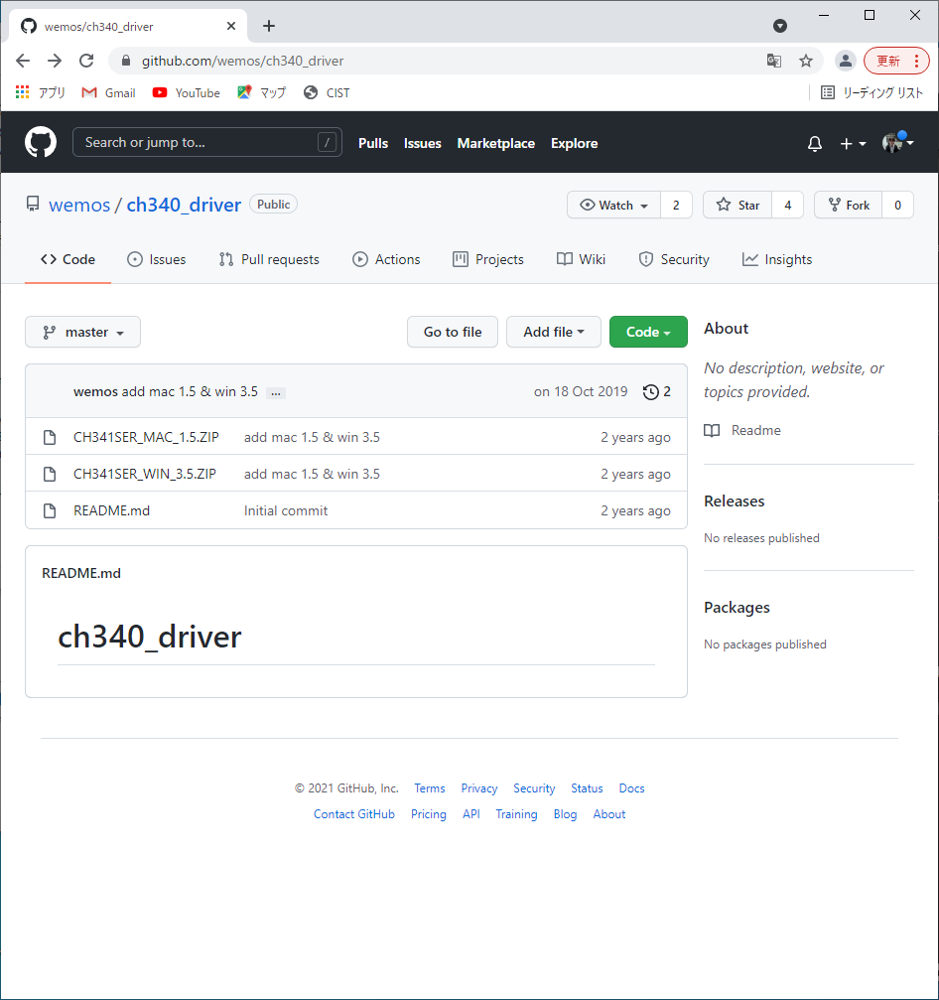 wemos/ch340_driver
github.com/wemos/ch340_driver
更新
アプリ Gmail YouTube マップ CIST リーディング リスト
Search or jump to... / Pulls Issues Marketplace Explore
wemos / ch340_driver Public Watch 2 Star 4 Fork 0
Code Issues Pull requests Actions Projects Wiki Security Insights
master Go to file Add file Code
wemos add mac 1.5 & win 3.5 ... on 18 Oct 2019 2
CH341SER_MAC_1.5.ZIP add mac 1.5 & win 3.5 2 years ago
CH341SER_WIN_3.5.ZIP add mac 1.5 & win 3.5 2 years ago
README.md Initial commit 2 years ago
README.md
ch340_driver
About
No description, website, or
topics provided.
Readme
Releases
No releases published
Packages
No packages published
© 2021 GitHub, Inc. Terms Privacy Security Status Docs
Contact GitHub Pricing API Training Blog About